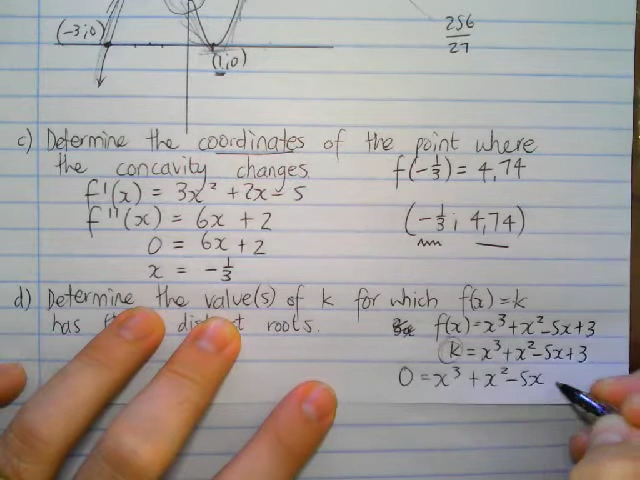 (-3;0)
(1;0)
256
27
c) Determine the coordinates of the point where
the concavity changes
f(-1/3) = 4,74
f'(x) = 3x² + 2x - 5
f''(x) = 6x + 2
(-1/3; 4,74)
0 = 6x + 2
x = -1/3
d) Determine the value(s) of k for which f(x) = k
has distinct roots.
f(x) = x³ + x² - 5x + 3
k = x³ + x² - 5x + 3
0 = x³ + x² - 5x